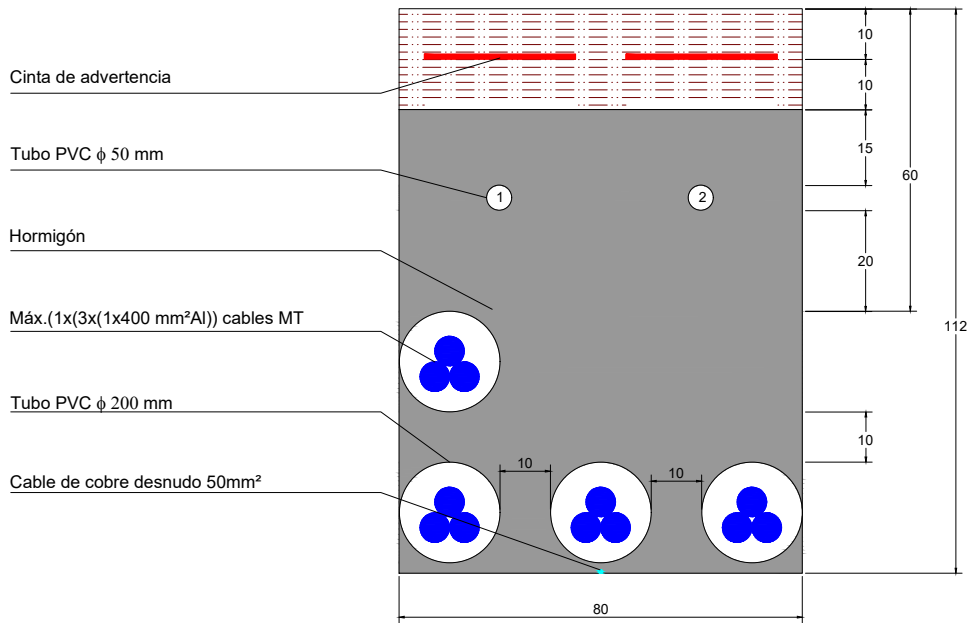 10
Cinta de advertencia
10
Tubo PVC ϕ 50 mm
15
60
1
2
Hormigón
20
Máx.(1x(3x(1x400 mm²Al)) cables MT
112
Tubo PVC ϕ 200 mm
10
10
10
Cable de cobre desnudo 50mm²
80